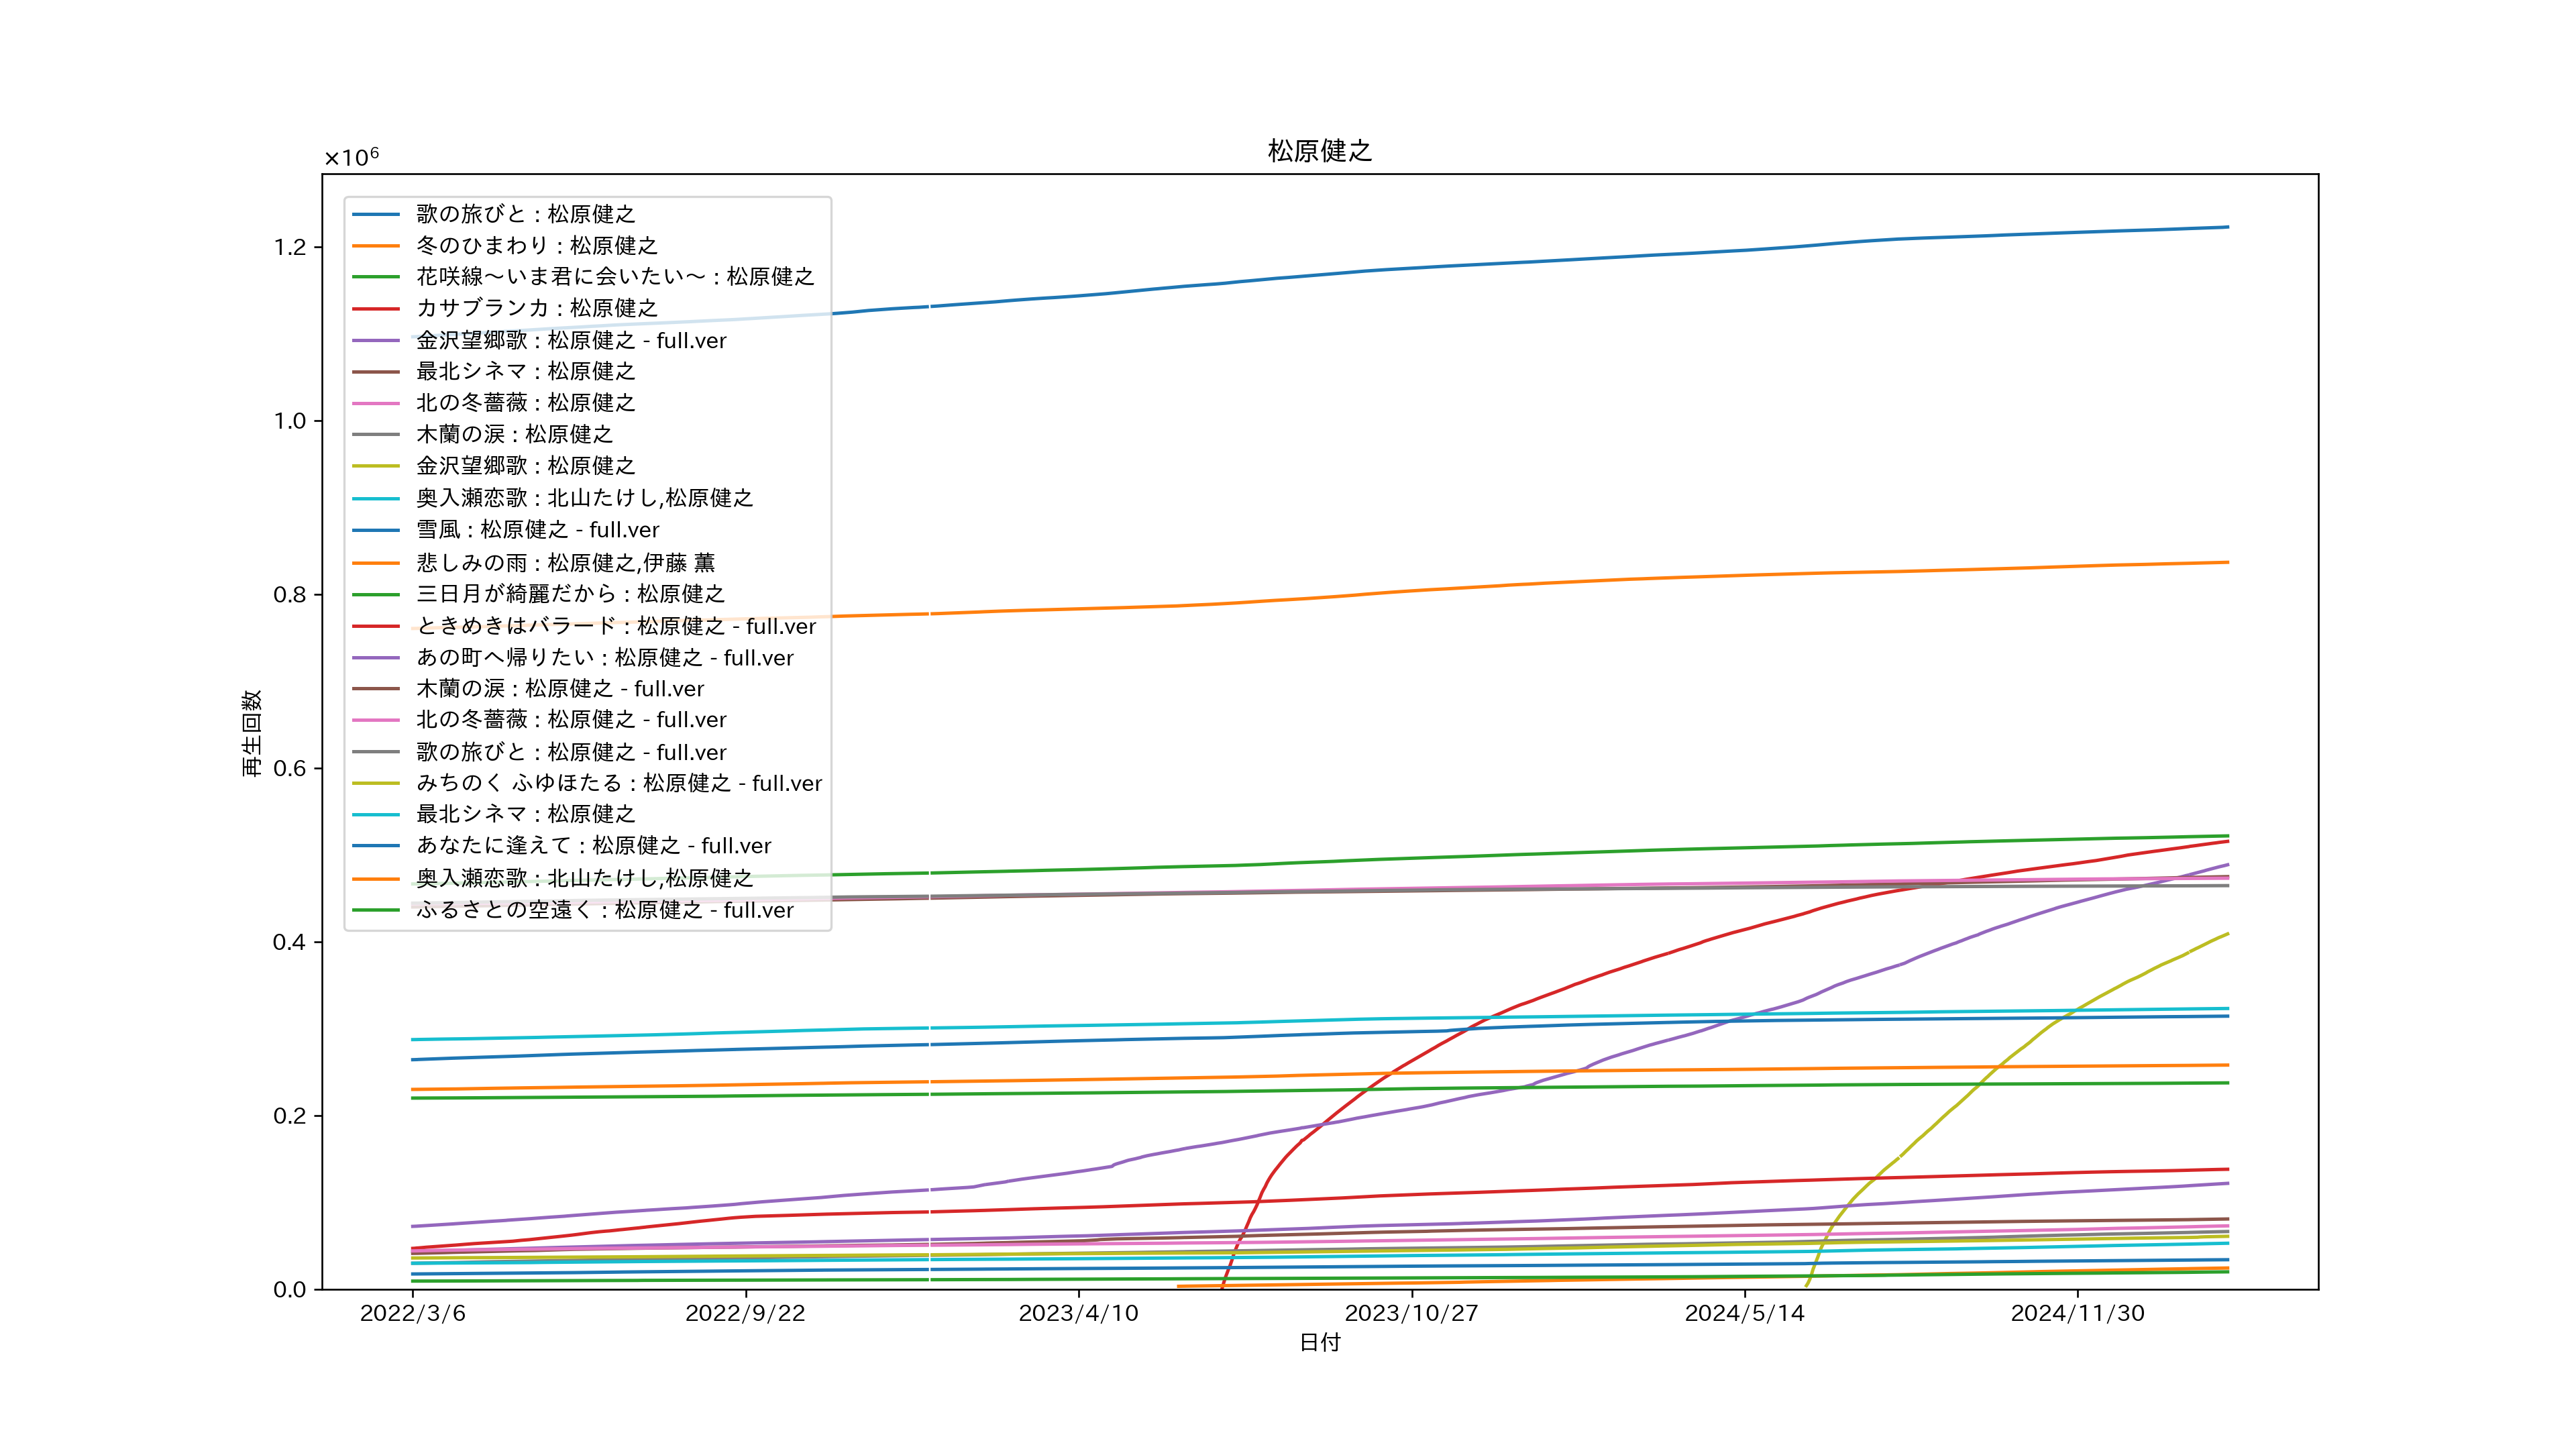 松原健之
×10⁶
1.2
1.0
0.8
0.6
0.4
0.2
0.0
再生回数
歌の旅びと : 松原健之
冬のひまわり : 松原健之
花咲線〜いま君に会いたい〜 : 松原健之
カサブランカ : 松原健之
金沢望郷歌 : 松原健之 - full.ver
最北シネマ : 松原健之
北の冬薔薇 : 松原健之
木蘭の涙 : 松原健之
金沢望郷歌 : 松原健之
奥入瀬恋歌 : 北山たけし,松原健之
雪風 : 松原健之 - full.ver
悲しみの雨 : 松原健之,伊藤 薫
三日月が綺麗だから : 松原健之
ときめきはバラード : 松原健之 - full.ver
あの町へ帰りたい : 松原健之 - full.ver
木蘭の涙 : 松原健之 - full.ver
北の冬薔薇 : 松原健之 - full.ver
歌の旅びと : 松原健之 - full.ver
みちのく ふゆほたる : 松原健之 - full.ver
最北シネマ : 松原健之
あなたに逢えて : 松原健之 - full.ver
奥入瀬恋歌 : 北山たけし,松原健之
ふるさとの空遠く : 松原健之 - full.ver
2022/3/6 2022/9/22 2023/4/10 2023/10/27 2024/5/14 2024/11/30
日付